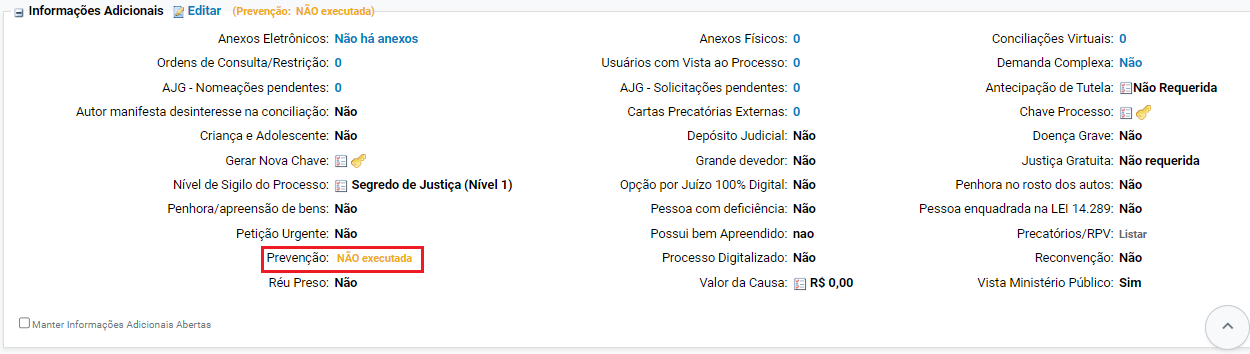 Informações Adicionais Editar (Prevenção: NÃO executada)
Anexos Eletrônicos: Não há anexos Anexos Físicos: 0 Conciliações Virtuais: 0
Ordens de Consulta/Restrição: 0 Usuários com Vista ao Processo: 0 Demanda Complexa: Não
AJG - Nomeações pendentes: 0 AJG - Solicitações pendentes: 0 Antecipação de Tutela: Não Requerida
Autor manifesta desinteresse na conciliação: Não Cartas Precatórias Externas: 0 Chave Processo:
Criança e Adolescente: Não Depósito Judicial: Não Doença Grave: Não
Gerar Nova Chave: Grande devedor: Não Justiça Gratuita: Não requerida
Nível de Sigilo do Processo: Segredo de Justiça (Nível 1) Opção por Juízo 100% Digital: Não Penhora no rosto dos autos: Não
Penhora/apreensão de bens: Não Pessoa com deficiência: Não Pessoa enquadrada na LEI 14.289: Não
Petição Urgente: Não Possui bem Apreendido: nao Precatórios/RPV: Listar
Prevenção: NÃO executada Processo Digitalizado: Não Reconvenção: Não
Réu Preso: Não Valor da Causa: R$ 0,00 Vista Ministério Público: Sim
Manter Informações Adicionais Abertas